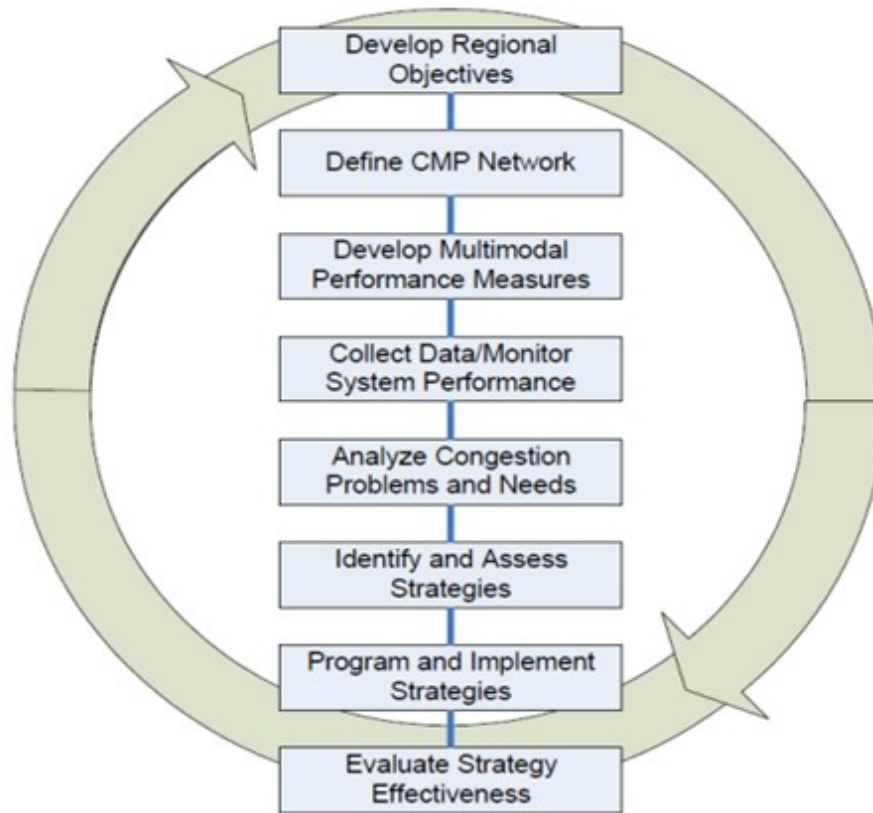 Develop Regional
Objectives
Define CMP Network
Develop Multimodal
Performance Measures
Collect Data/Monitor
System Performance
Analyze Congestion
Problems and Needs
Identify and Assess
Strategies
Program and Implement
Strategies
Evaluate Strategy
Effectiveness